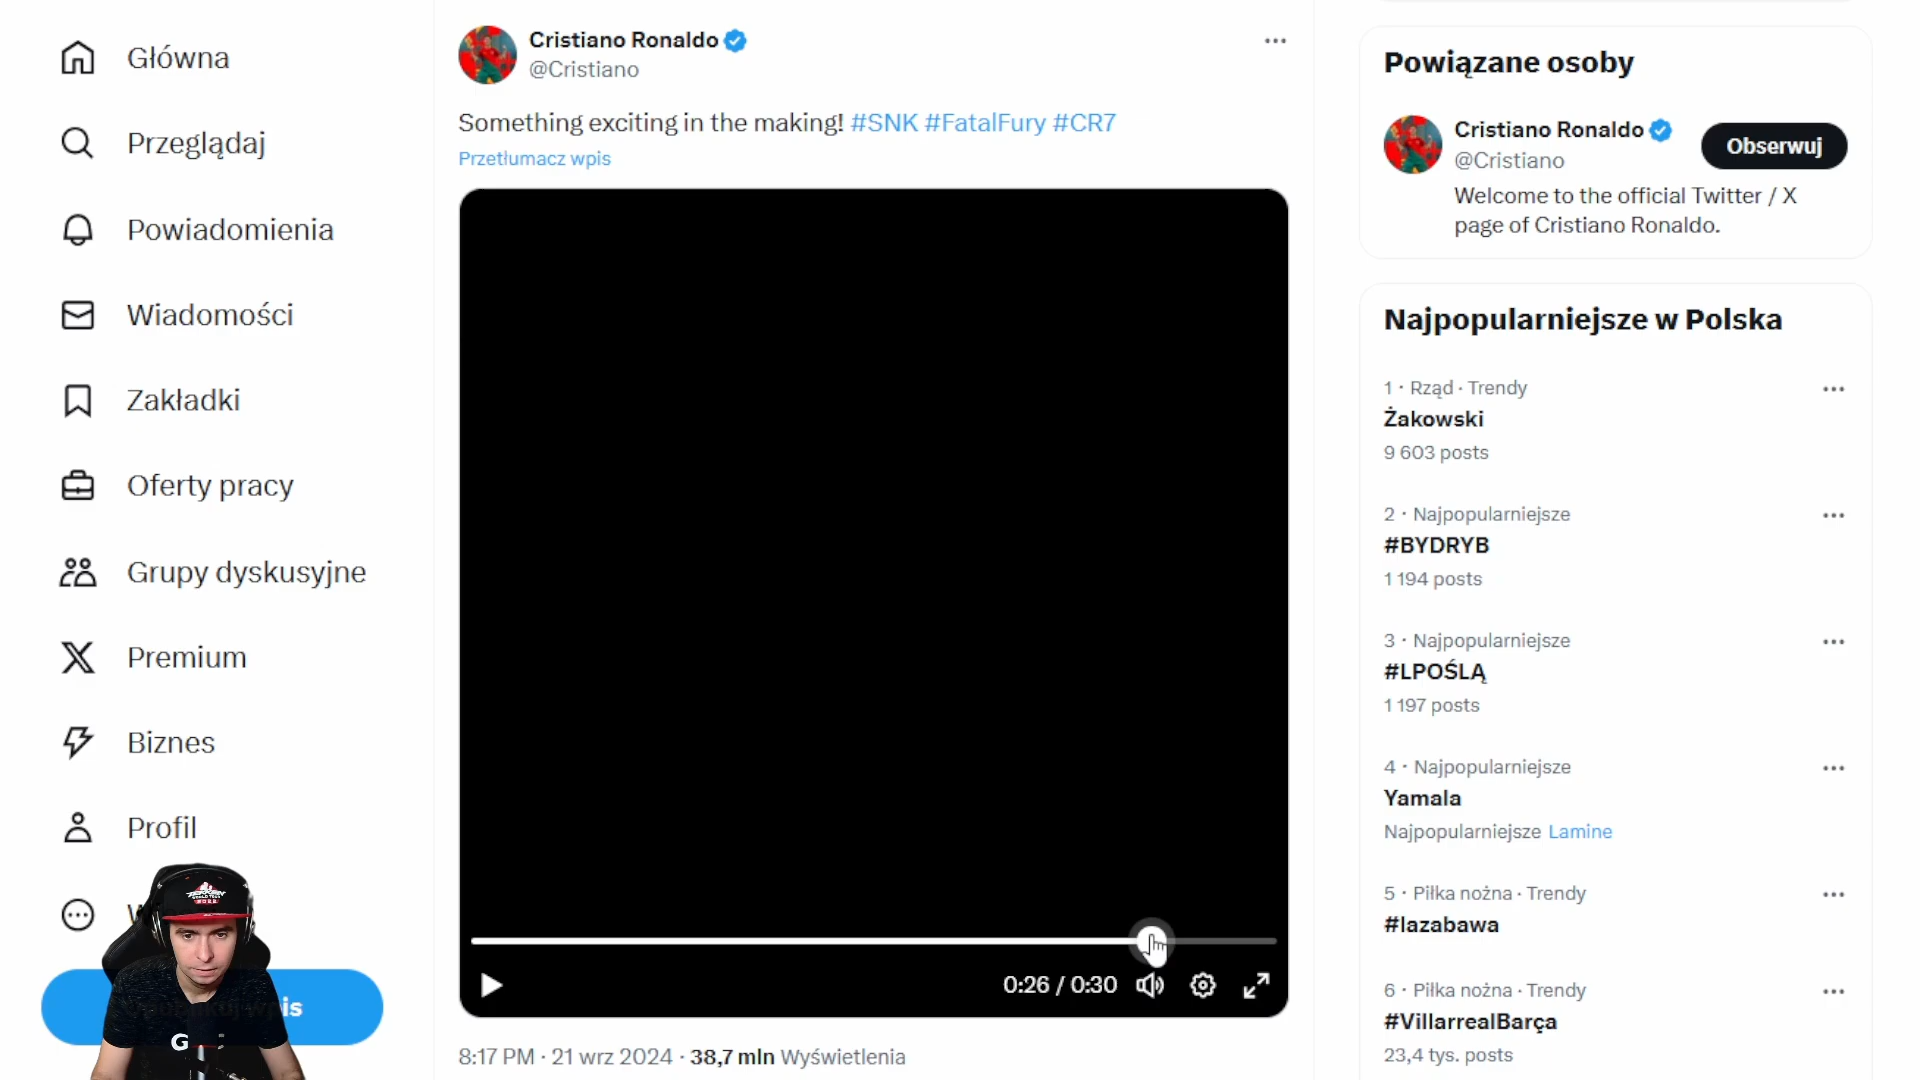 Główna
Przeglądaj
Powiadomienia
Wiadomości
Zakładki
Oferty pracy
Grupy dyskusyjne
Premium
Biznes
Profil
Cristiano Ronaldo
@Cristiano
Something exciting in the making! #SNK #FatalFury #CR7
Przetłumacz wpis
0:26 / 0:30
8:17 PM · 21 wrz 2024 · 38,7 mln Wyświetlenia
Powiązane osoby
Cristiano Ronaldo
@Cristiano
Obserwuj
Welcome to the official Twitter / X
page of Cristiano Ronaldo.
Najpopularniejsze w Polska
1 · Rząd · Trendy
Żakowski
9 603 posts
2 · Najpopularniejsze
#BYDRYB
1 194 posts
3 · Najpopularniejsze
#LPOŚLĄ
1 197 posts
4 · Najpopularniejsze
Yamala
Najpopularniejsze Lamine
5 · Piłka nożna · Trendy
#lazabawa
6 · Piłka nożna · Trendy
#VillarrealBarça
23,4 tys. posts